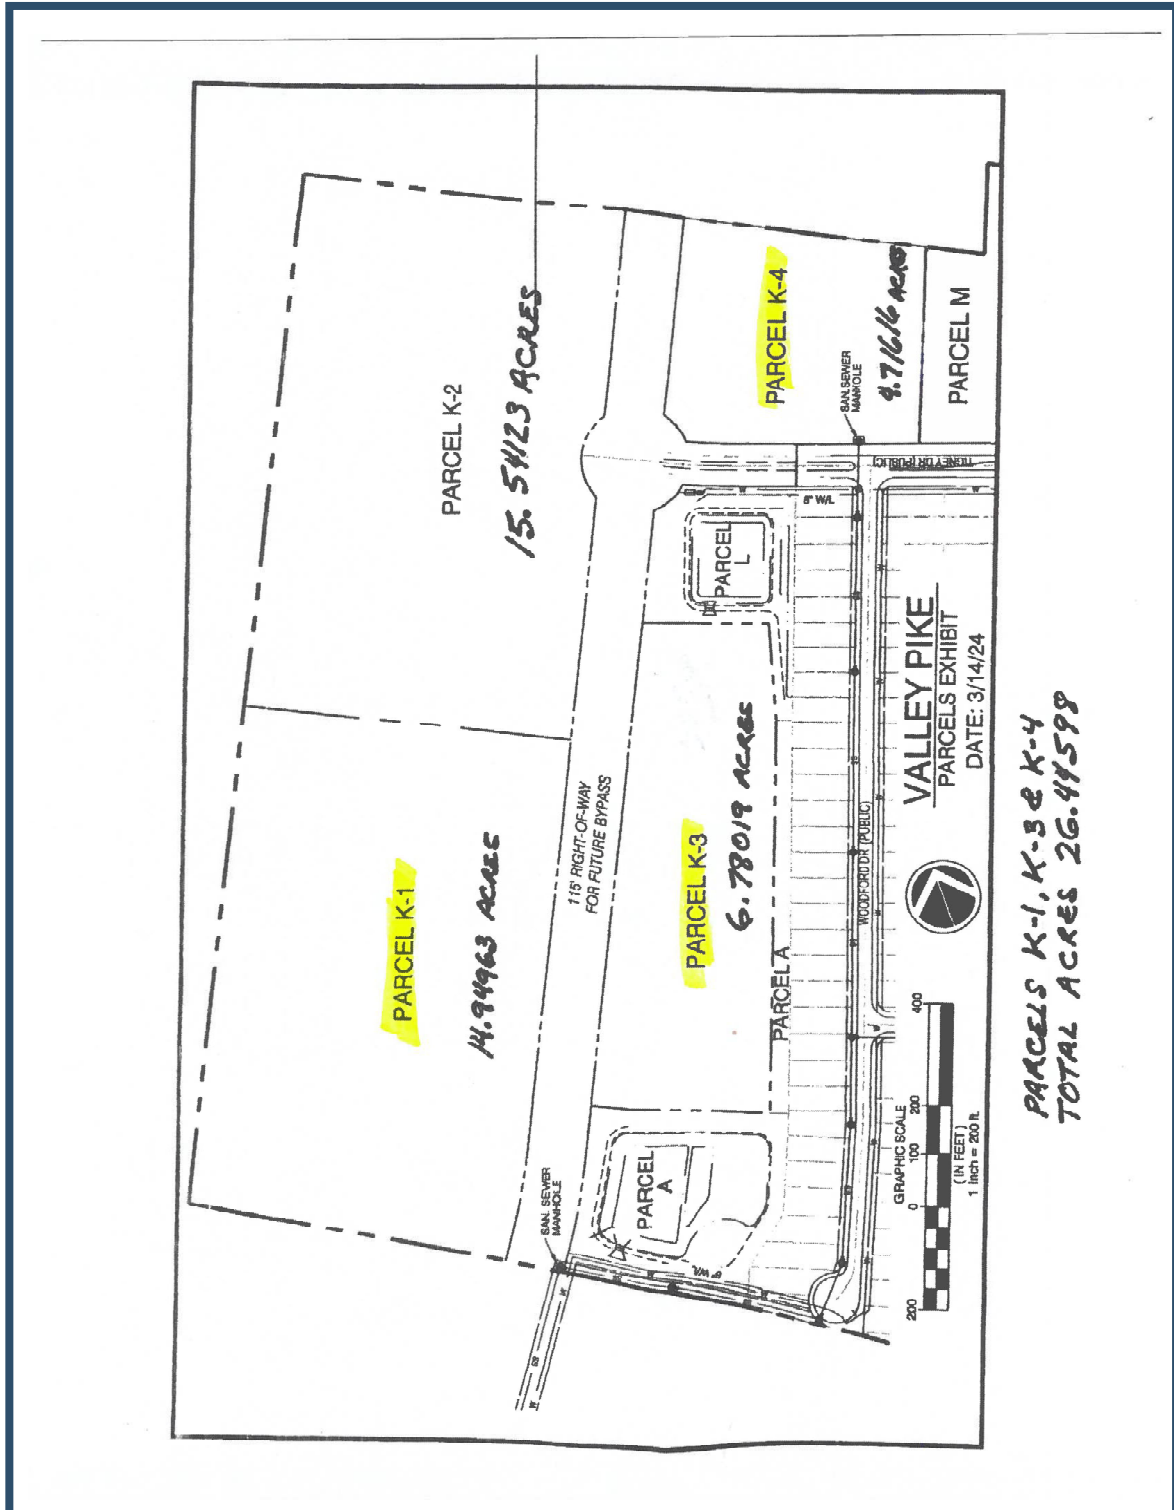 PARCEL K-2
15.54123 ACRES
PARCEL K-1
14.94963 ACRES
115' RIGHT-OF-WAY
FOR FUTURE BYPASS
PARCEL K-4
4.71616 ACRES
SAN. SEWER
MANHOLE
PARCEL M
TIGNEY DR (PUBLIC)
8" W/L
PARCEL
L
PARCEL K-3
6.78019 ACRES
PARCEL A
SAN. SEWER
MANHOLE
PARCEL
A
WOODFORD DR (PUBLIC)
VALLEY PIKE
PARCELS EXHIBIT
DATE: 3/14/24
GRAPHIC SCALE
200 0 100 200 400
( IN FEET )
1 inch = 200 ft.
PARCELS K-1, K-3 & K-4
TOTAL ACRES 26.44598